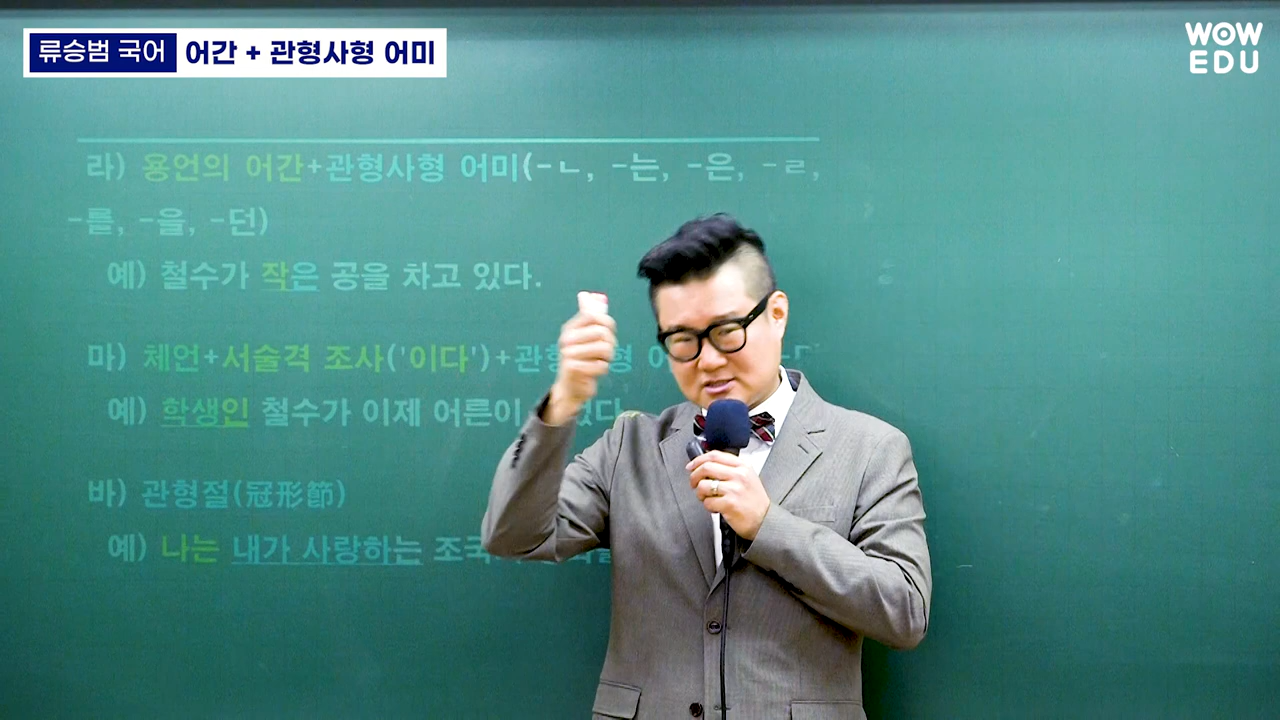 류승범 국어 어간 + 관형사형 어미
WOW
EDU
라) 용언의 어간+관형사형 어미(-ㄴ, -는, -은, -ㄹ,
-를, -을, -던)
예) 철수가 작은 공을 차고 있다.
마) 체언+서술격 조사('이다')+관형 형
예) 학생인 철수가 이제 어른이
바) 관형절(冠形節)
예) 나는 내가 사랑하는